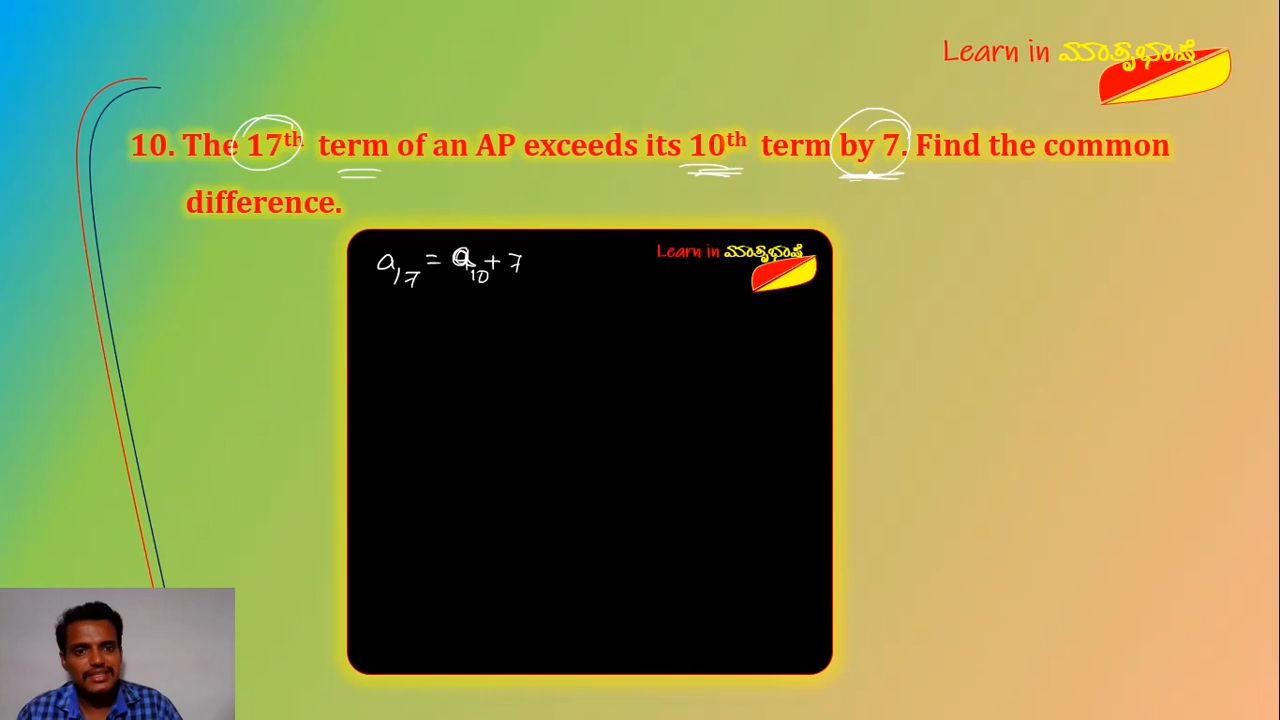 Learn in ಮಾತೃಭಾಷೆ
10. The 17th term of an AP exceeds its 10th term by 7. Find the common
difference.
Learn in ಮಾತೃಭಾಷೆ
a17 = a10 + 7